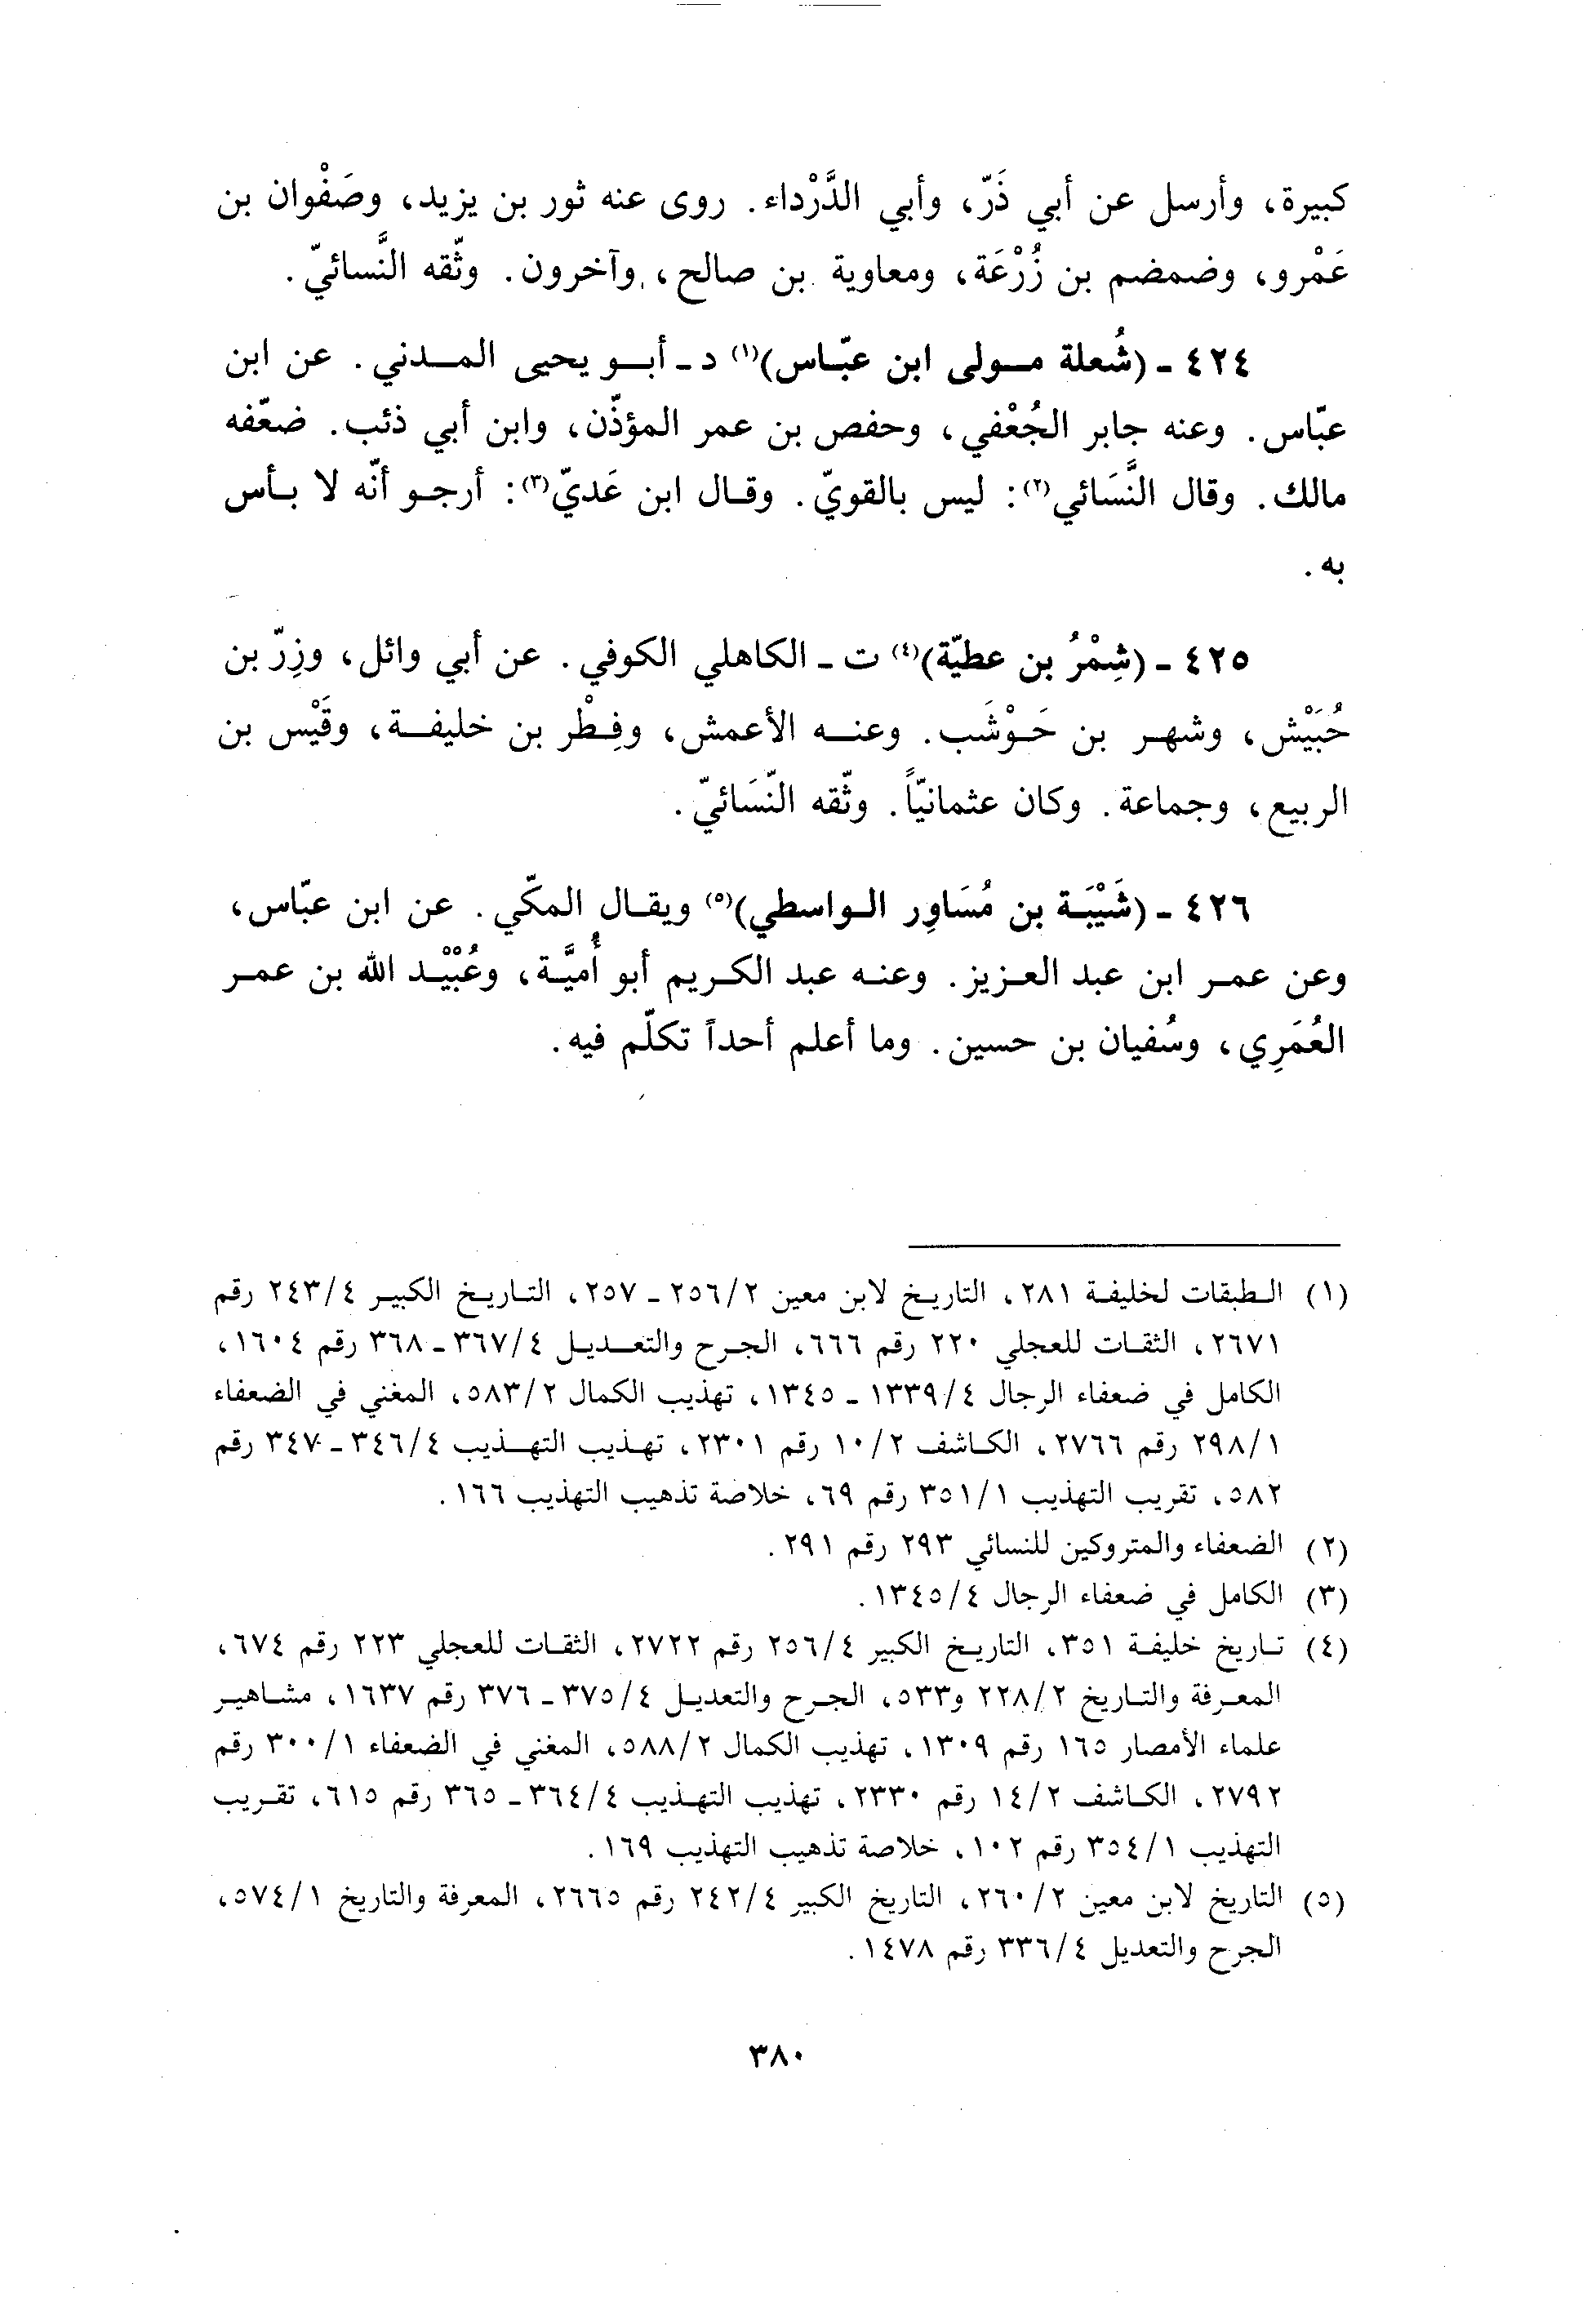 كبيرة، وأرسل عن أبي ذَرّ، وأبي الدَّرْداء. روى عنه ثور بن يزيد، وصَفْوان بن
عَمْرو، وضمضم بن زُرْعَة، ومعاوية بن صالح، وآخرون. وثّقه النَّسائيّ.
٤٢٤ - (شُعلة مولى ابن عبّاس)(١) د - أبو يحيى المدني. عن ابن
عبّاس. وعنه جابر الجُعْفي، وحفص بن عمر المؤذّن، وابن أبي ذئب. ضعّفه
مالك. وقال النَّسَائي(٢): ليس بالقويّ. وقال ابن عَديّ(٣): أرجو أنّه لا بأس
به.
٤٢٥ - (شِمْرُ بن عطيّة)(٤) ت - الكاهلي الكوفي. عن أبي وائل، وزِرّ بن
حُبَيْش، وشهر بن حَوْشَب. وعنه الأعمش، وفِطْر بن خليفة، وقَيْس بن
الربيع، وجماعة. وكان عثمانيّاً. وثّقه النّسَائيّ.
٤٢٦ - (شَيْبَة بن مُسَاوِر الواسطي)(٥) ويقال المكّي. عن ابن عبّاس،
وعن عمر ابن عبد العزيز. وعنه عبد الكريم أبو أُميَّة، وعُبْيْد الله بن عمر
العُمَرِي، وسُفيان بن حسين. وما أعلم أحداً تكلّم فيه.
(١) الطبقات لخليفة ٢٨١، التاريخ لابن معين ٢/ ٢٥٦ - ٢٥٧، التاريخ الكبير ٤/ ٢٤٣ رقم
٢٦٧١، الثقات للعجلي ٢٢٠ رقم ٦٦٦، الجرح والتعديل ٤/ ٣٦٧ - ٣٦٨ رقم ١٦٠٤،
الكامل في ضعفاء الرجال ٤/ ١٣٣٩ - ١٣٤٥، تهذيب الكمال ٢/ ٥٨٣، المغني في الضعفاء
١/ ٢٩٨ رقم ٢٧٦٦، الكاشف ٢/ ١٠ رقم ٢٣٠١، تهذيب التهذيب ٤/ ٣٤٦ - ٣٤٧ رقم
٥٨٢، تقريب التهذيب ١/ ٣٥١ رقم ٦٩، خلاصة تذهيب التهذيب ١٦٦.
(٢) الضعفاء والمتروكين للنسائي ٢٩٣ رقم ٢٩١.
(٣) الكامل في ضعفاء الرجال ٤/ ١٣٤٥.
(٤) تاريخ خليفة ٣٥١، التاريخ الكبير ٤/ ٢٥٦ رقم ٢٧٢٢، الثقات للعجلي ٢٢٣ رقم ٦٧٤،
المعرفة والتاريخ ٢/ ٢٢٨ و٥٣٣، الجرح والتعديل ٤/ ٣٧٥ - ٣٧٦ رقم ١٦٣٧، مشاهير
علماء الأمصار ١٦٥ رقم ١٣٠٩، تهذيب الكمال ٢/ ٥٨٨، المغني في الضعفاء ١/ ٣٠٠ رقم
٢٧٩٢، الكاشف ٢/ ١٤ رقم ٢٣٣٠، تهذيب التهذيب ٤/ ٣٦٤ - ٣٦٥ رقم ٦١٥، تقريب
التهذيب ١/ ٣٥٤ رقم ١٠٢، خلاصة تذهيب التهذيب ١٦٩.
(٥) التاريخ لابن معين ٢/ ٢٦٠، التاريخ الكبير ٤/ ٢٤٢ رقم ٢٦٦٥، المعرفة والتاريخ ١/ ٥٧٤،
الجرح والتعديل ٤/ ٣٣٦ رقم ١٤٧٨.
٣٨٠